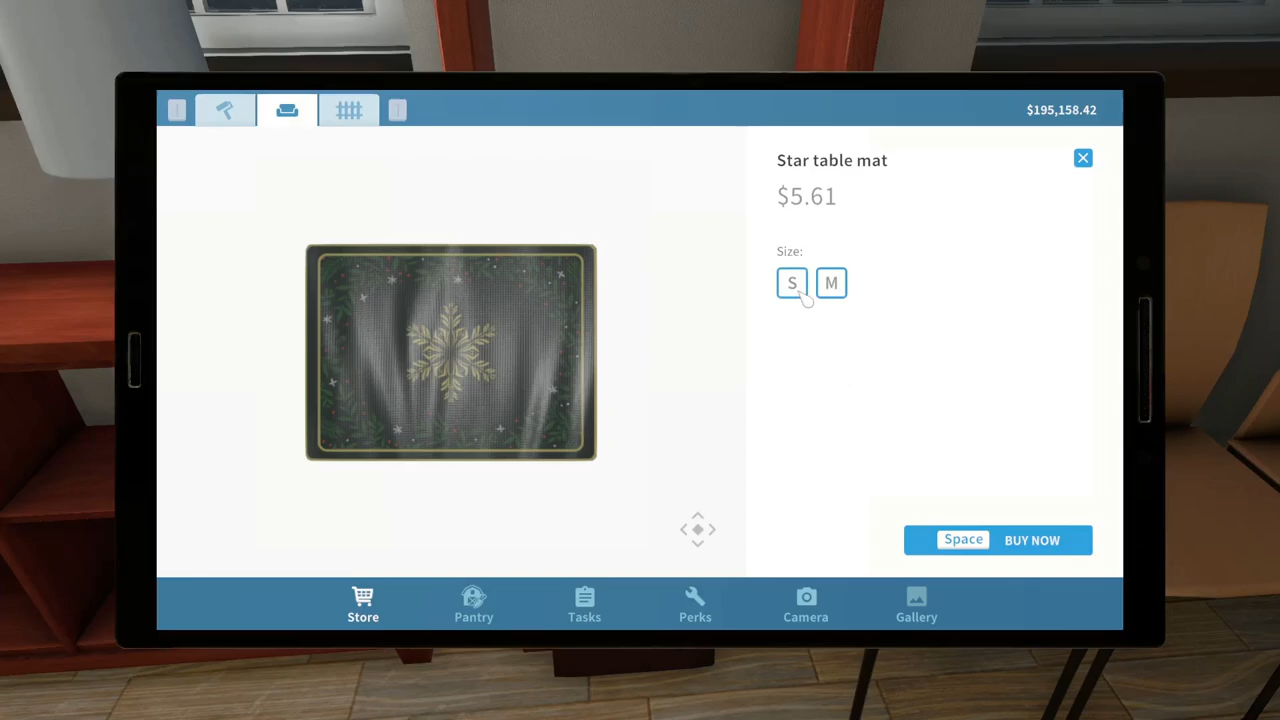 $195,158.42
Star table mat
$5.61
Size:
S M
Space BUY NOW
Store Pantry Tasks Perks Camera Gallery